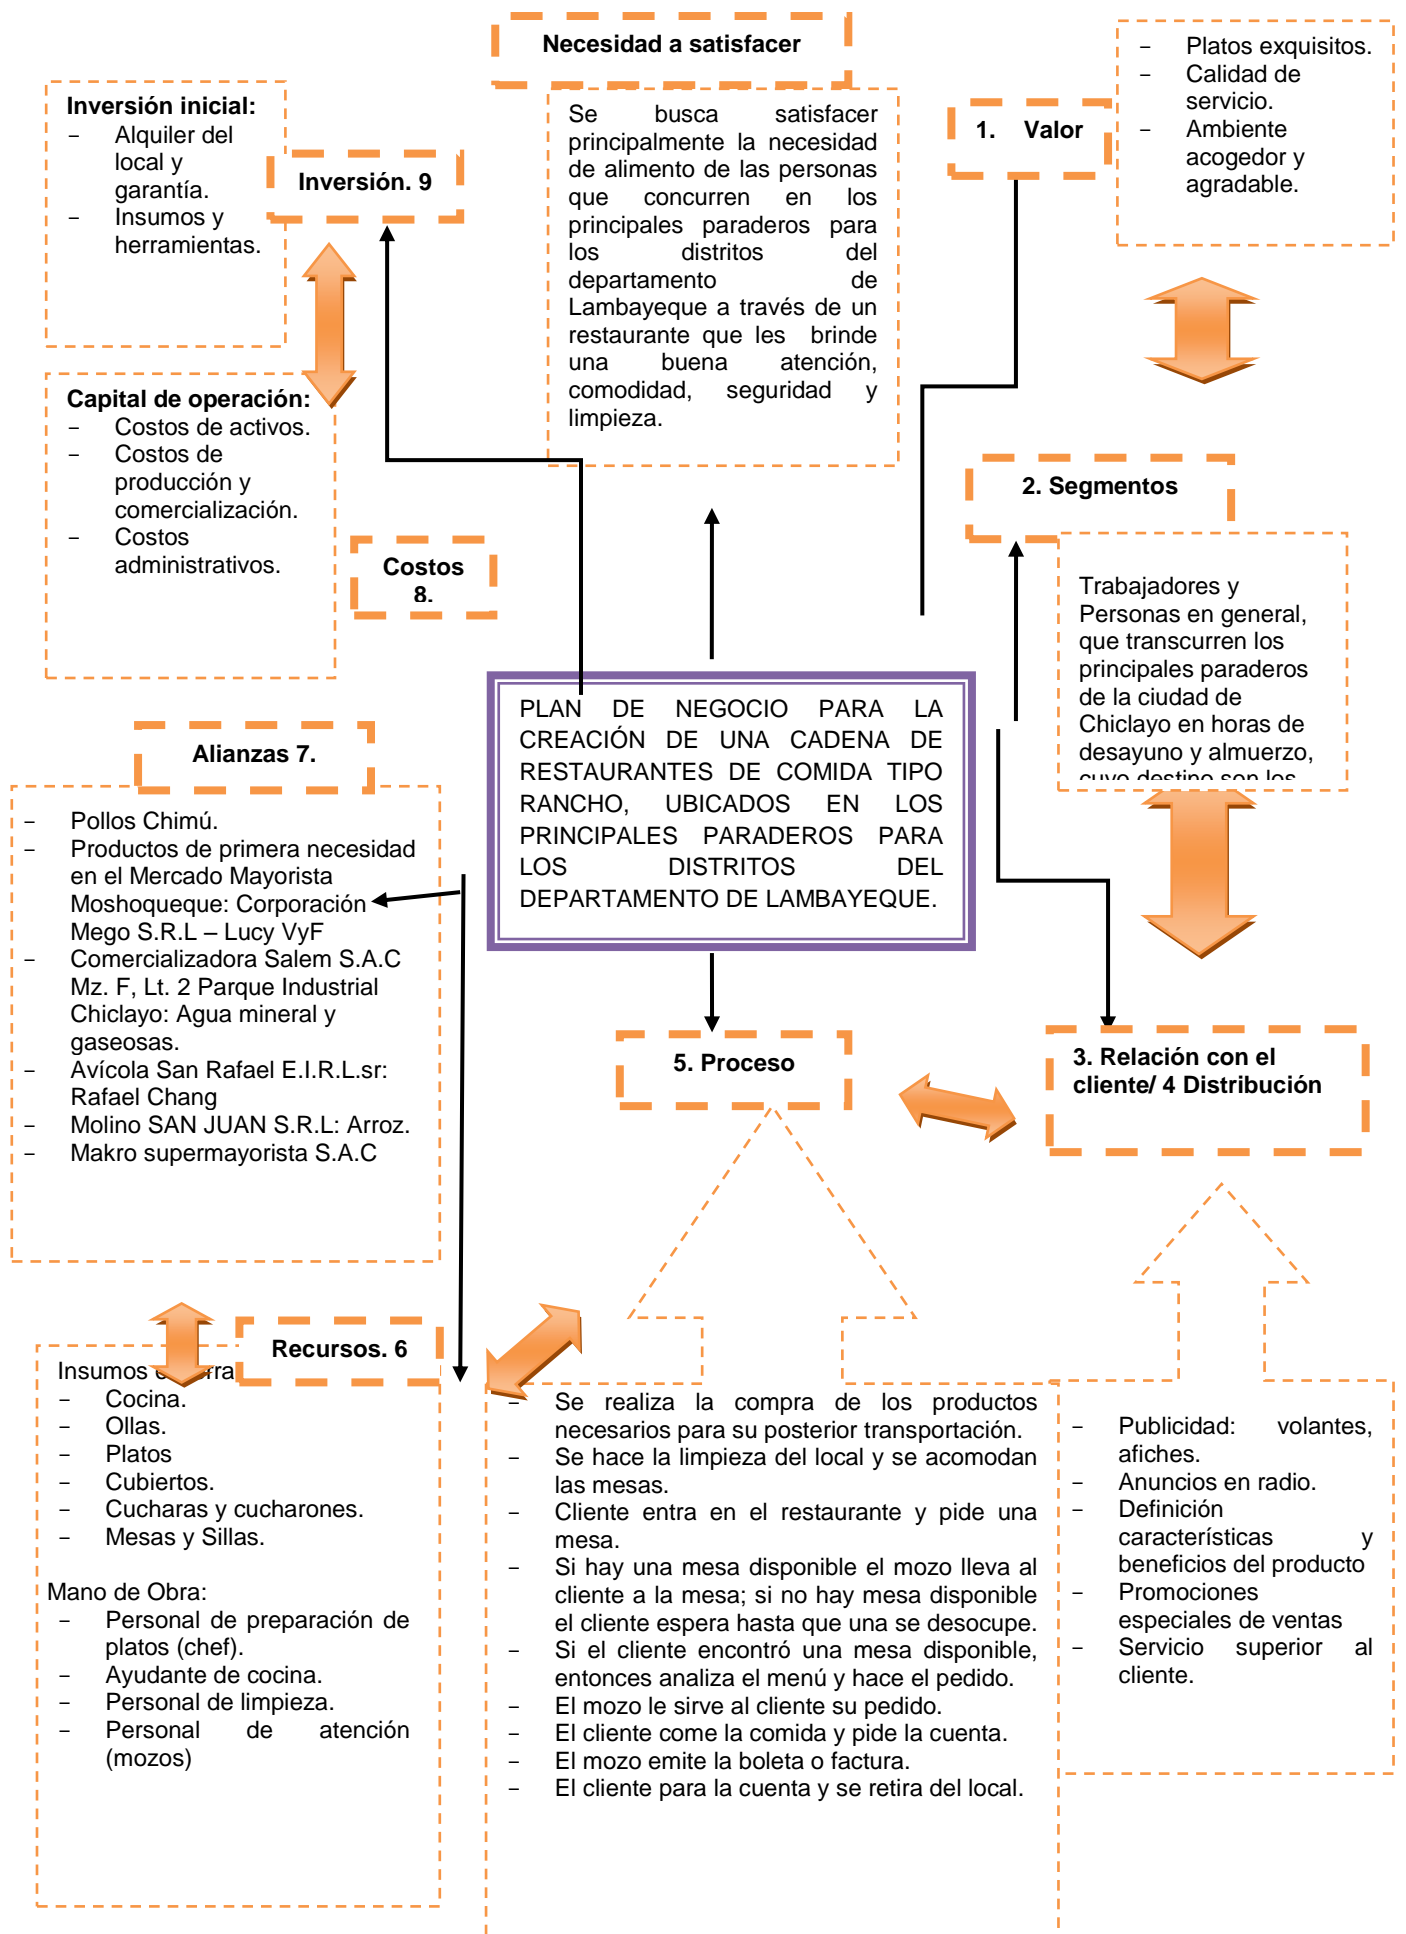 Necesidad a satisfacer
Se busca satisfacer
principalmente la necesidad
de alimento de las personas
que concurren en los
principales paraderos para
los distritos del
departamento de
Lambayeque a través de un
restaurante que les brinde
una buena atención,
comodidad, seguridad y
limpieza.
1. Valor
- Platos exquisitos.
- Calidad de
servicio.
- Ambiente
acogedor y
agradable.
Inversión inicial:
- Alquiler del
local y
garantía.
- Insumos y
herramientas.
Inversión. 9
Capital de operación:
- Costos de activos.
- Costos de
producción y
comercialización.
- Costos
administrativos.
Costos
8.
2. Segmentos
Trabajadores y
Personas en general,
que transcurren los
principales paraderos
de la ciudad de
Chiclayo en horas de
desayuno y almuerzo,
cuyo destino son los
PLAN DE NEGOCIO PARA LA
CREACIÓN DE UNA CADENA DE
RESTAURANTES DE COMIDA TIPO
RANCHO, UBICADOS EN LOS
PRINCIPALES PARADEROS PARA
LOS DISTRITOS DEL
DEPARTAMENTO DE LAMBAYEQUE.
Alianzas 7.
- Pollos Chimú.
- Productos de primera necesidad
en el Mercado Mayorista
Moshoqueque: Corporación
Mego S.R.L – Lucy VyF
- Comercializadora Salem S.A.C
Mz. F, Lt. 2 Parque Industrial
Chiclayo: Agua mineral y
gaseosas.
- Avícola San Rafael E.I.R.L.sr:
Rafael Chang
- Molino SAN JUAN S.R.L: Arroz.
- Makro supermayorista S.A.C
5. Proceso
3. Relación con el
cliente/ 4 Distribución
Recursos. 6
Insumos
- Cocina.
- Ollas.
- Platos
- Cubiertos.
- Cucharas y cucharones.
- Mesas y Sillas.
Mano de Obra:
- Personal de preparación de
platos (chef).
- Ayudante de cocina.
- Personal de limpieza.
- Personal de atención
(mozos)
- Se realiza la compra de los productos
necesarios para su posterior transportación.
- Se hace la limpieza del local y se acomodan
las mesas.
- Cliente entra en el restaurante y pide una
mesa.
- Si hay una mesa disponible el mozo lleva al
cliente a la mesa; si no hay mesa disponible
el cliente espera hasta que una se desocupe.
- Si el cliente encontró una mesa disponible,
entonces analiza el menú y hace el pedido.
- El mozo le sirve al cliente su pedido.
- El cliente come la comida y pide la cuenta.
- El mozo emite la boleta o factura.
- El cliente para la cuenta y se retira del local.
- Publicidad: volantes,
afiches.
- Anuncios en radio.
- Definición
características y
beneficios del producto
- Promociones
especiales de ventas
- Servicio superior al
cliente.